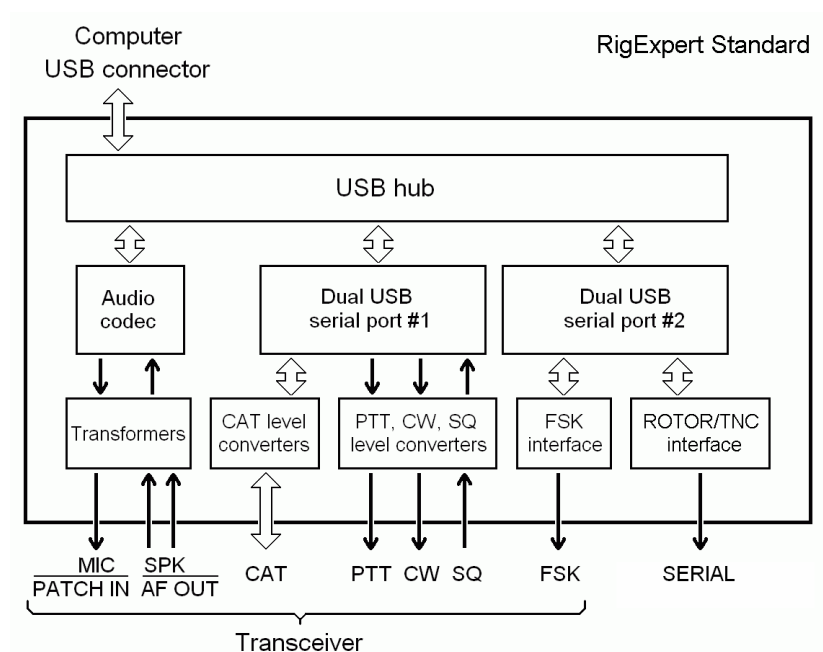 Computer
USB connector
RigExpert Standard
USB hub
Audio
codec
Dual USB
serial port #1
Dual USB
serial port #2
Transformers
CAT level
converters
PTT, CW, SQ
level converters
FSK
interface
ROTOR/TNC
interface
MIC
PATCH IN
SPK
AF OUT
CAT
PTT
CW
SQ
FSK
SERIAL
Transceiver